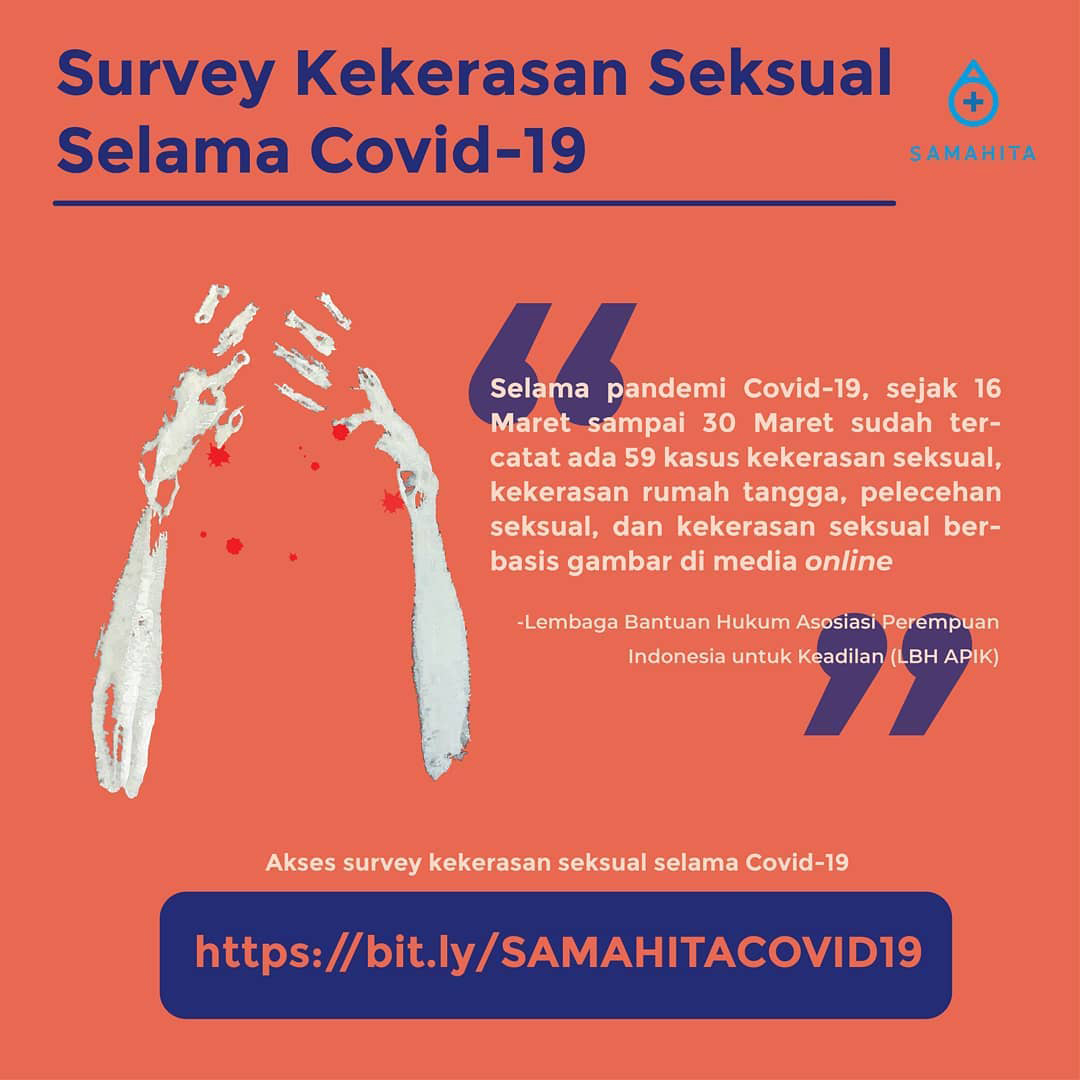 Survey Kekerasan Seksual
Selama Covid-19
SAMAHITA
Selama pandemi Covid-19, sejak 16
Maret sampai 30 Maret sudah ter-
catat ada 59 kasus kekerasan seksual,
kekerasan rumah tangga, pelecehan
seksual, dan kekerasan seksual ber-
basis gambar di media online
-Lembaga Bantuan Hukum Asosiasi Perempuan
Indonesia untuk Keadilan (LBH APIK)
Akses survey kekerasan seksual selama Covid-19
https://bit.ly/SAMAHITACOVID19